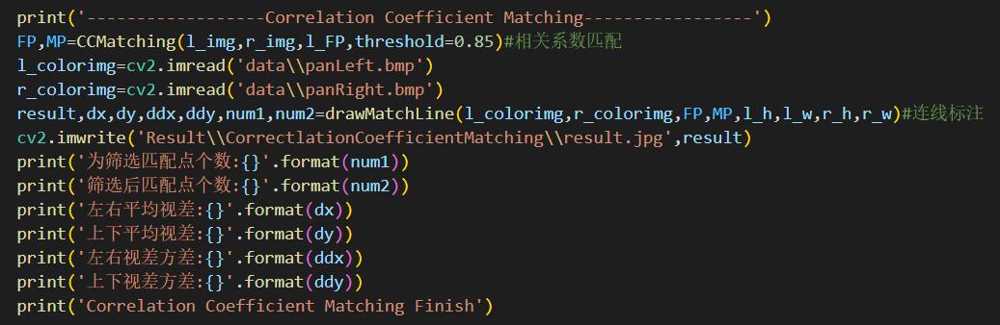 print('------------------Correlation Coefficient Matching-----------------')
FP,MP=CCMatching(l_img,r_img,l_FP,threshold=0.85)#相关系数匹配
l_colorimg=cv2.imread('data\\panLeft.bmp')
r_colorimg=cv2.imread('data\\panRight.bmp')
result,dx,dy,ddx,ddy,num1,num2=drawMatchLine(l_colorimg,r_colorimg,FP,MP,l_h,l_w,r_h,r_w)#连线标注
cv2.imwrite('Result\\CorrectlationCoefficientMatching\\result.jpg',result)
print('为筛选匹配点个数:{}'.format(num1))
print('筛选后匹配点个数:{}'.format(num2))
print('左右平均视差:{}'.format(dx))
print('上下平均视差:{}'.format(dy))
print('左右视差方差:{}'.format(ddx))
print('上下视差方差:{}'.format(ddy))
print('Correlation Coefficient Matching Finish')